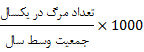 تعداد مرگ در یکسال
جمعیت وسط سال
× 1000